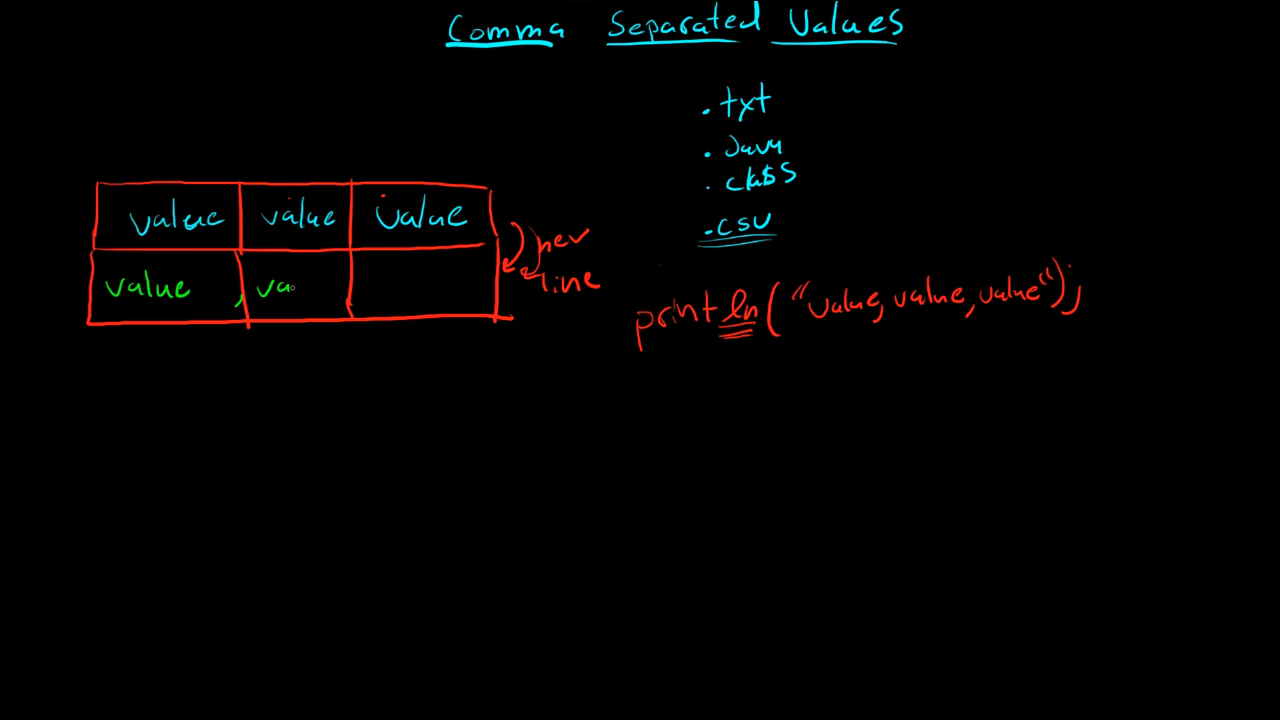 Comma Separated Values
.txt
.Java
.class
.csv
value value value
new
line
value , va
println("value,value,value");